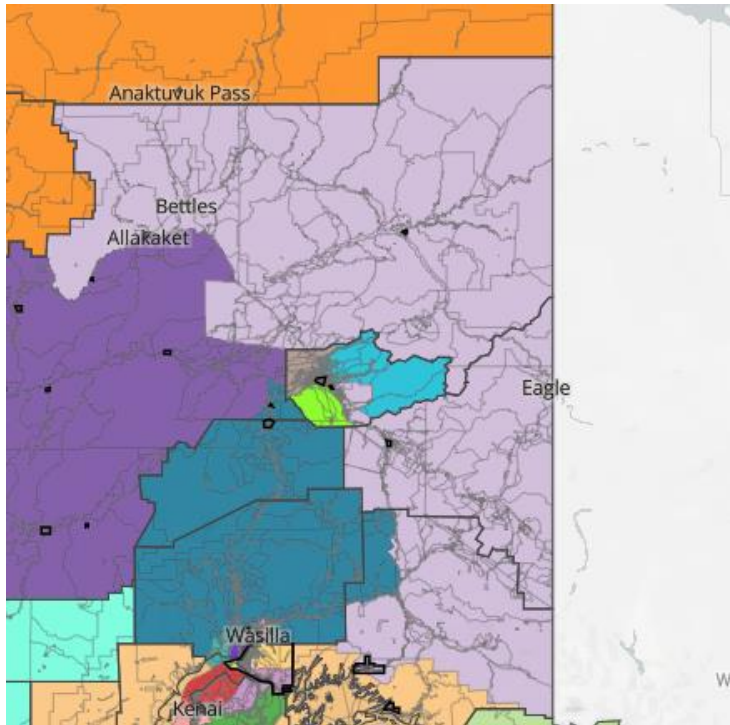 Anaktuvuk Pass
Bettles
Allakaket
Eagle
Wasilla
Kenai
W